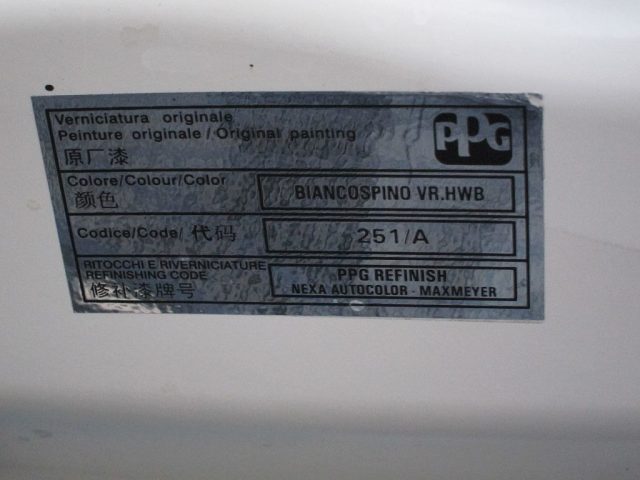 Verniciatura originale
Peinture originale / Original painting
原厂漆
PPG
Colore/Colour/Color
颜色
BIANCOSPINO VR.HWB
Codice/Code/ 代码
251/A
RITOCCHI E RIVERNICIATURE
REFINISHING CODE
修补漆牌号
PPG REFINISH
NEXA AUTOCOLOR - MAXMEYER